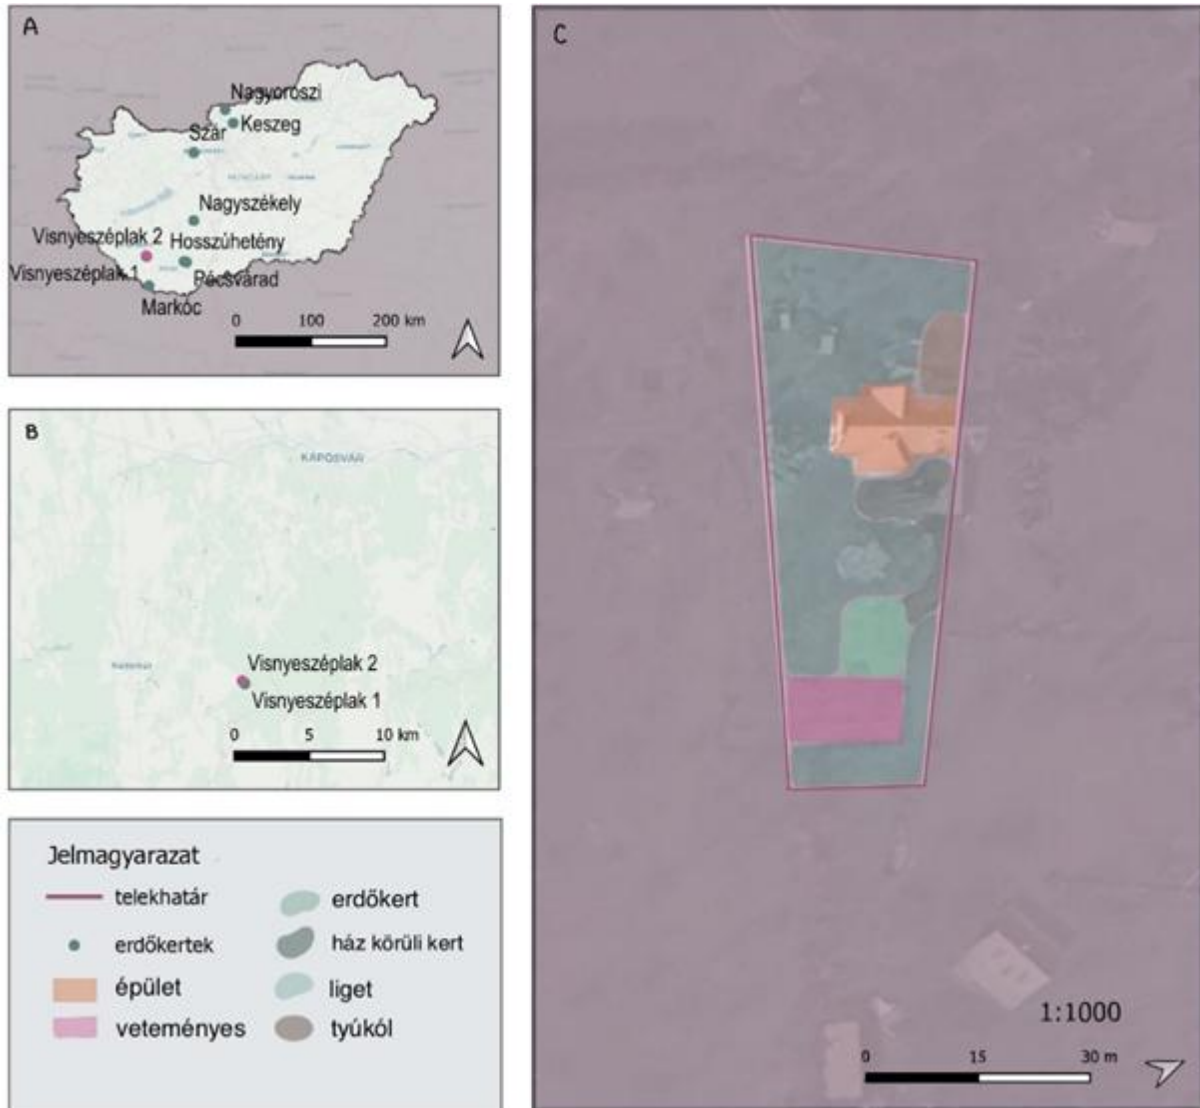 A
Nagyoroszi
Keszeg
Szár
Nagyszékely
Visnyeszéplak 2
Hosszúhetény
Visnyeszéplak 1
Pécsvárad
Markóc
0 100 200 km
B
KAPOSVÁR
Kadarkút
Visnyeszéplak 2
Visnyeszéplak 1
0 5 10 km
Jelmagyarazat
telekhatár
erdőkert
erdőkertek
ház körüli kert
épület
liget
veteményes
tyúkól
C
1:1000
0 15 30 m